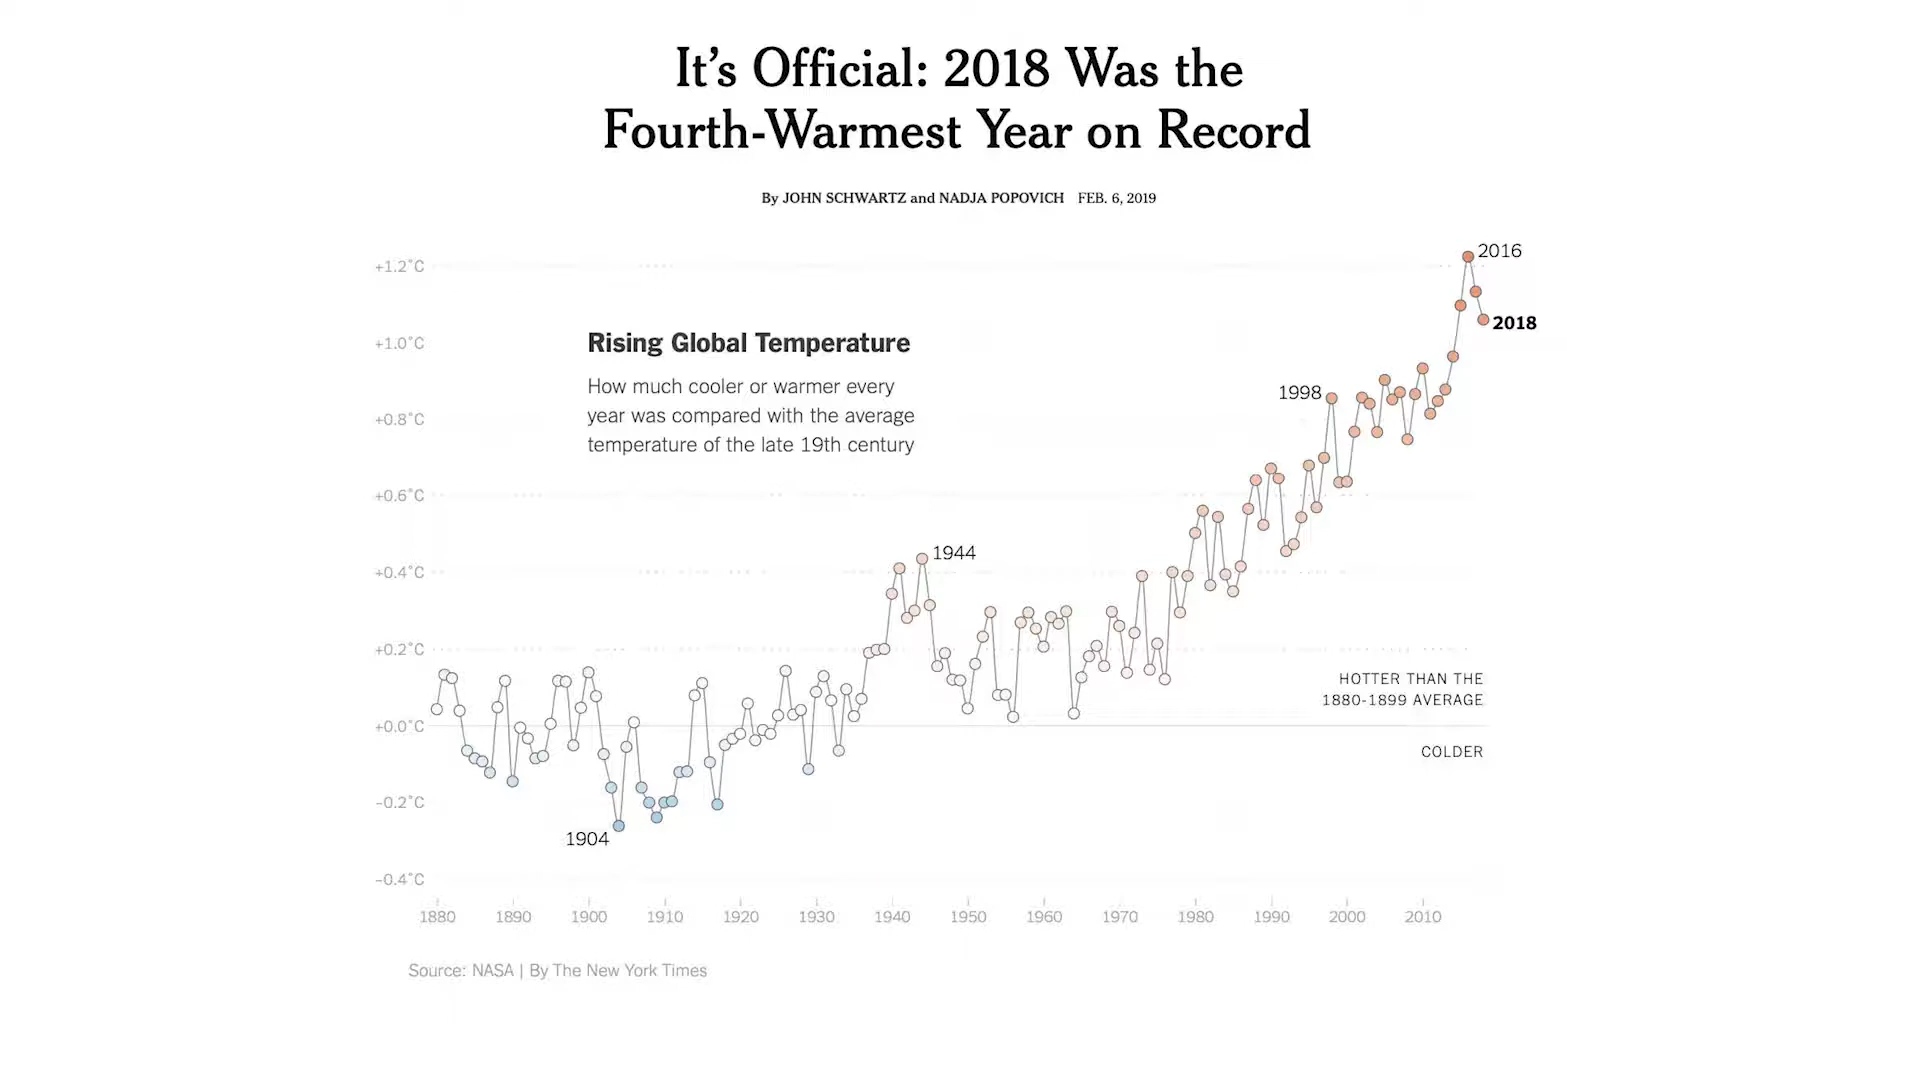 It’s Official: 2018 Was the
Fourth-Warmest Year on Record
By JOHN SCHWARTZ and NADJA POPOVICH FEB. 6, 2019
+1.2°C
2016
2018
+1.0°C
Rising Global Temperature
How much cooler or warmer every
year was compared with the average
temperature of the late 19th century
1998
+0.8°C
+0.6°C
1944
+0.4°C
+0.2°C
HOTTER THAN THE
1880-1899 AVERAGE
+0.0°C
COLDER
−0.2°C
1904
−0.4°C
1880 1890 1900 1910 1920 1930 1940 1950 1960 1970 1980 1990 2000 2010
Source: NASA | By The New York Times